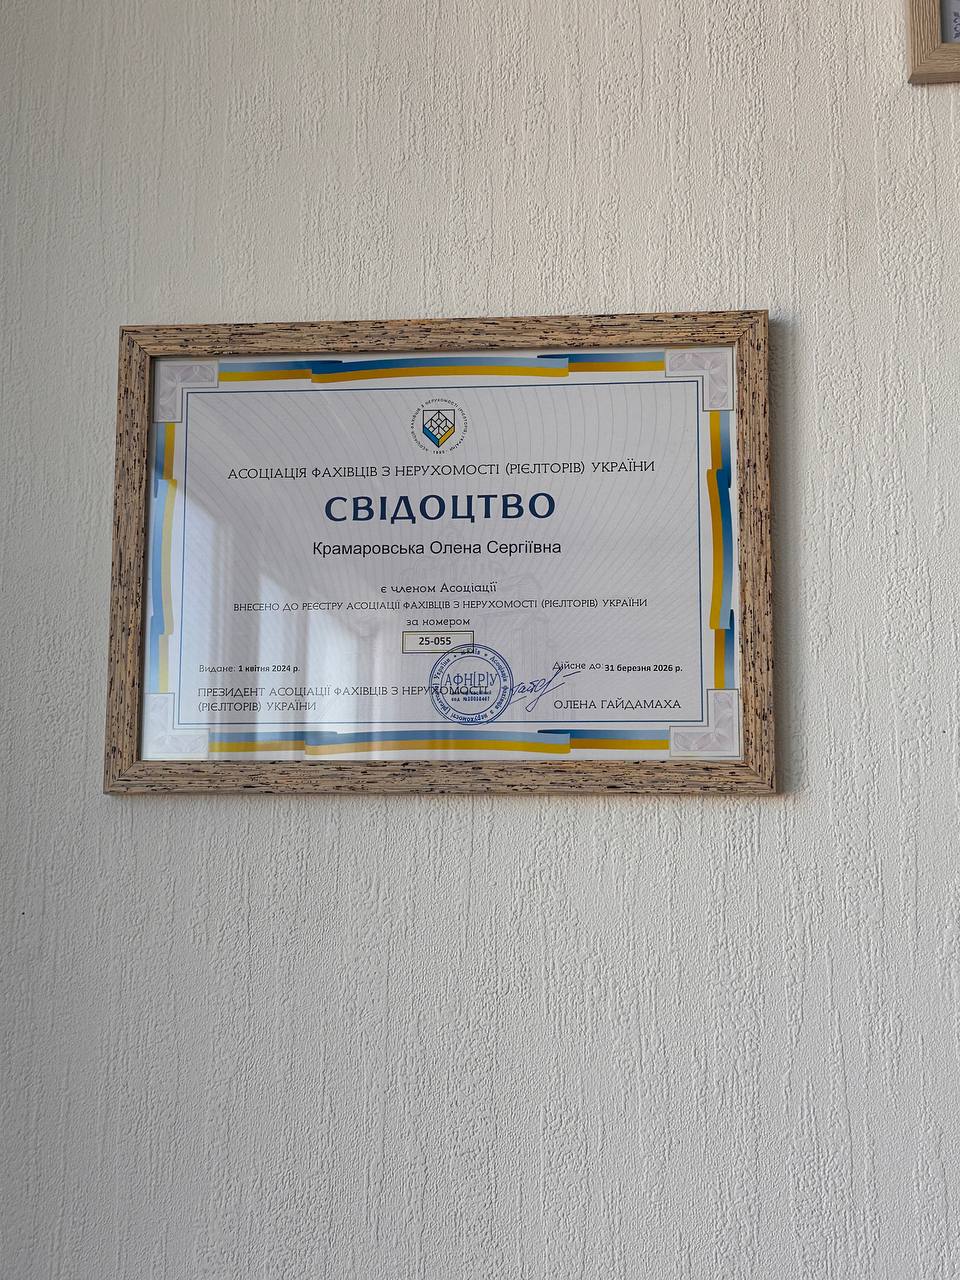 АСОЦІАЦІЯ ФАХІВЦІВ З НЕРУХОМОСТІ (РІЄЛТОРІВ) УКРАЇНИ
СВІДОЦТВО
Крамаровська Олена Сергіївна
є членом Асоціації
ВНЕСЕНО ДО РЕЄСТРУ АСОЦІАЦІЇ ФАХІВЦІВ З НЕРУХОМОСТІ (РІЄЛТОРІВ) УКРАЇНИ
за номером
25-055
Видане: 1 квітня 2024 р.
Дійсне до 31 березня 2026 р.
ПРЕЗИДЕНТ АСОЦІАЦІЇ ФАХІВЦІВ З НЕРУХОМОСТІ
(РІЄЛТОРІВ) УКРАЇНИ
АФН(Р)У
ОЛЕНА ГАЙДАМАХА